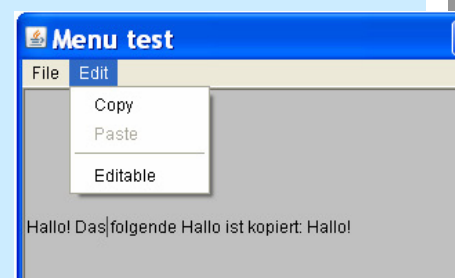 Menu test
File Edit
Copy
Paste
Editable
Hallo! Das folgende Hallo ist kopiert: Hallo!